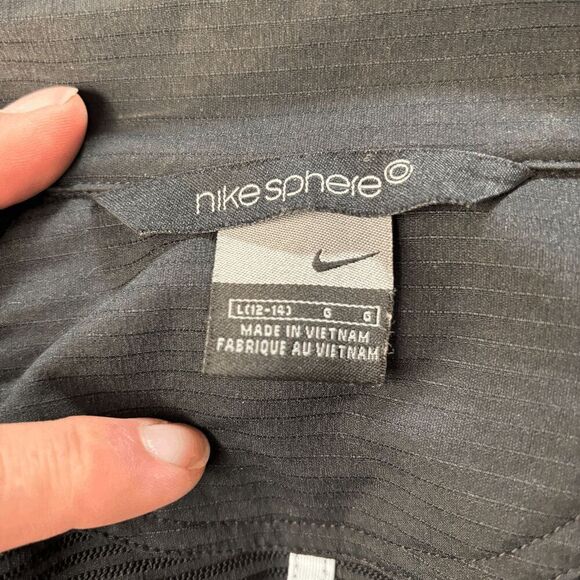 nikesphere
L(12-14) G G
MADE IN VIETNAM
FABRIQUE AU VIETNAM